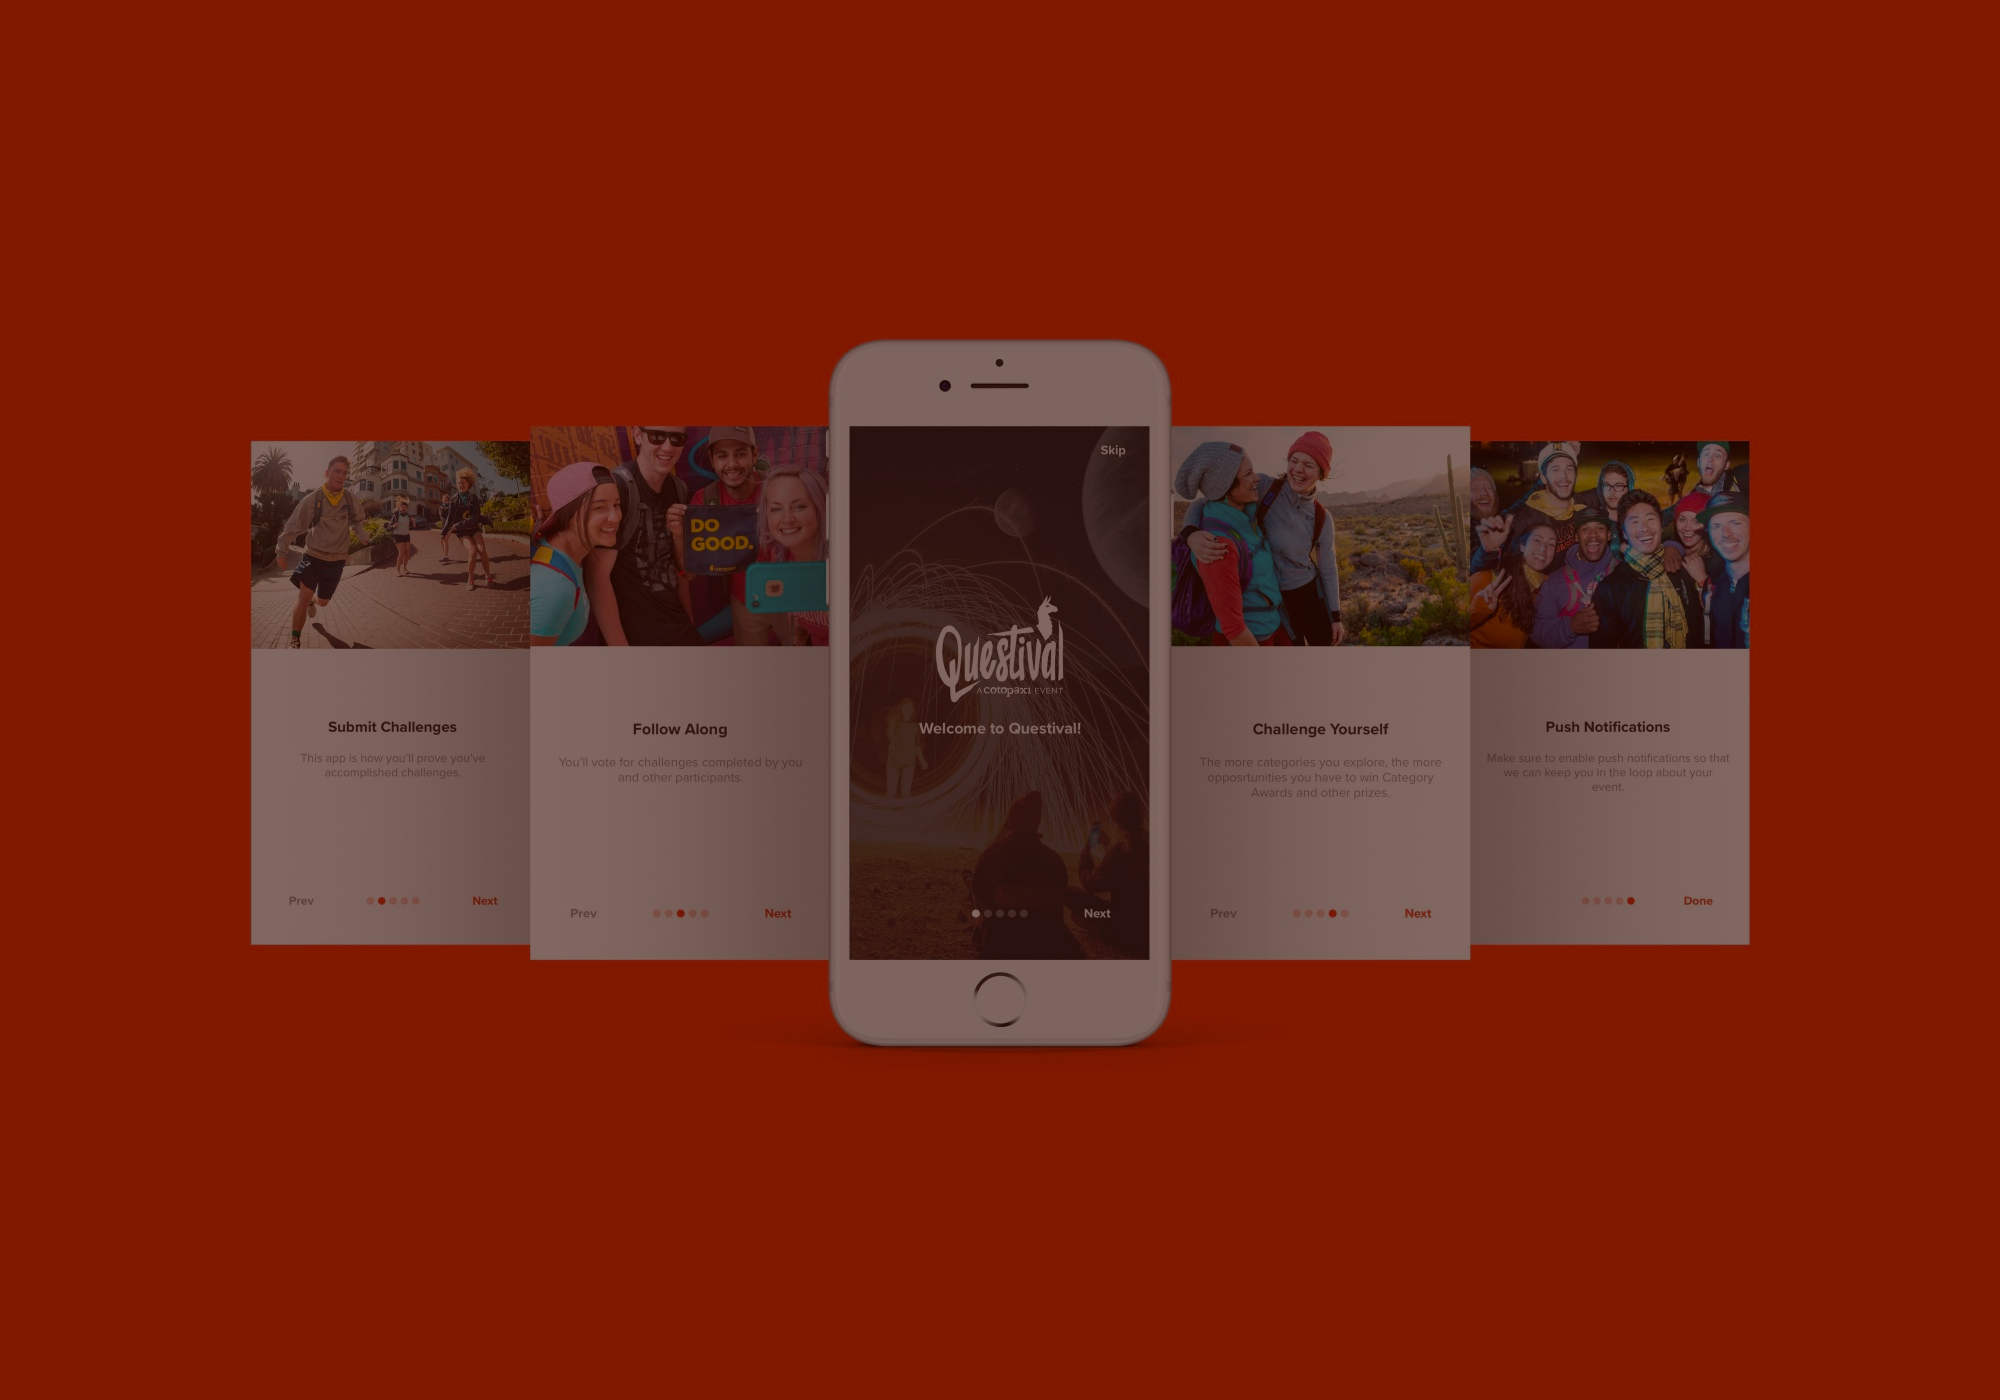 Submit Challenges
This app is how you'll prove you've
accomplished challenges.
Prev
Next
DO
GOOD.
Follow Along
You'll vote for challenges completed by you
and other participants.
Prev
Next
Skip
Questival
A cotopaxi EVENT
Welcome to Questival!
Next
Challenge Yourself
The more categories you explore, the more
opposrtunities you have to win Category
Awards and other prizes.
Prev
Next
Push Notifications
Make sure to enable push notifications so that
we can keep you in the loop about your
event.
Done